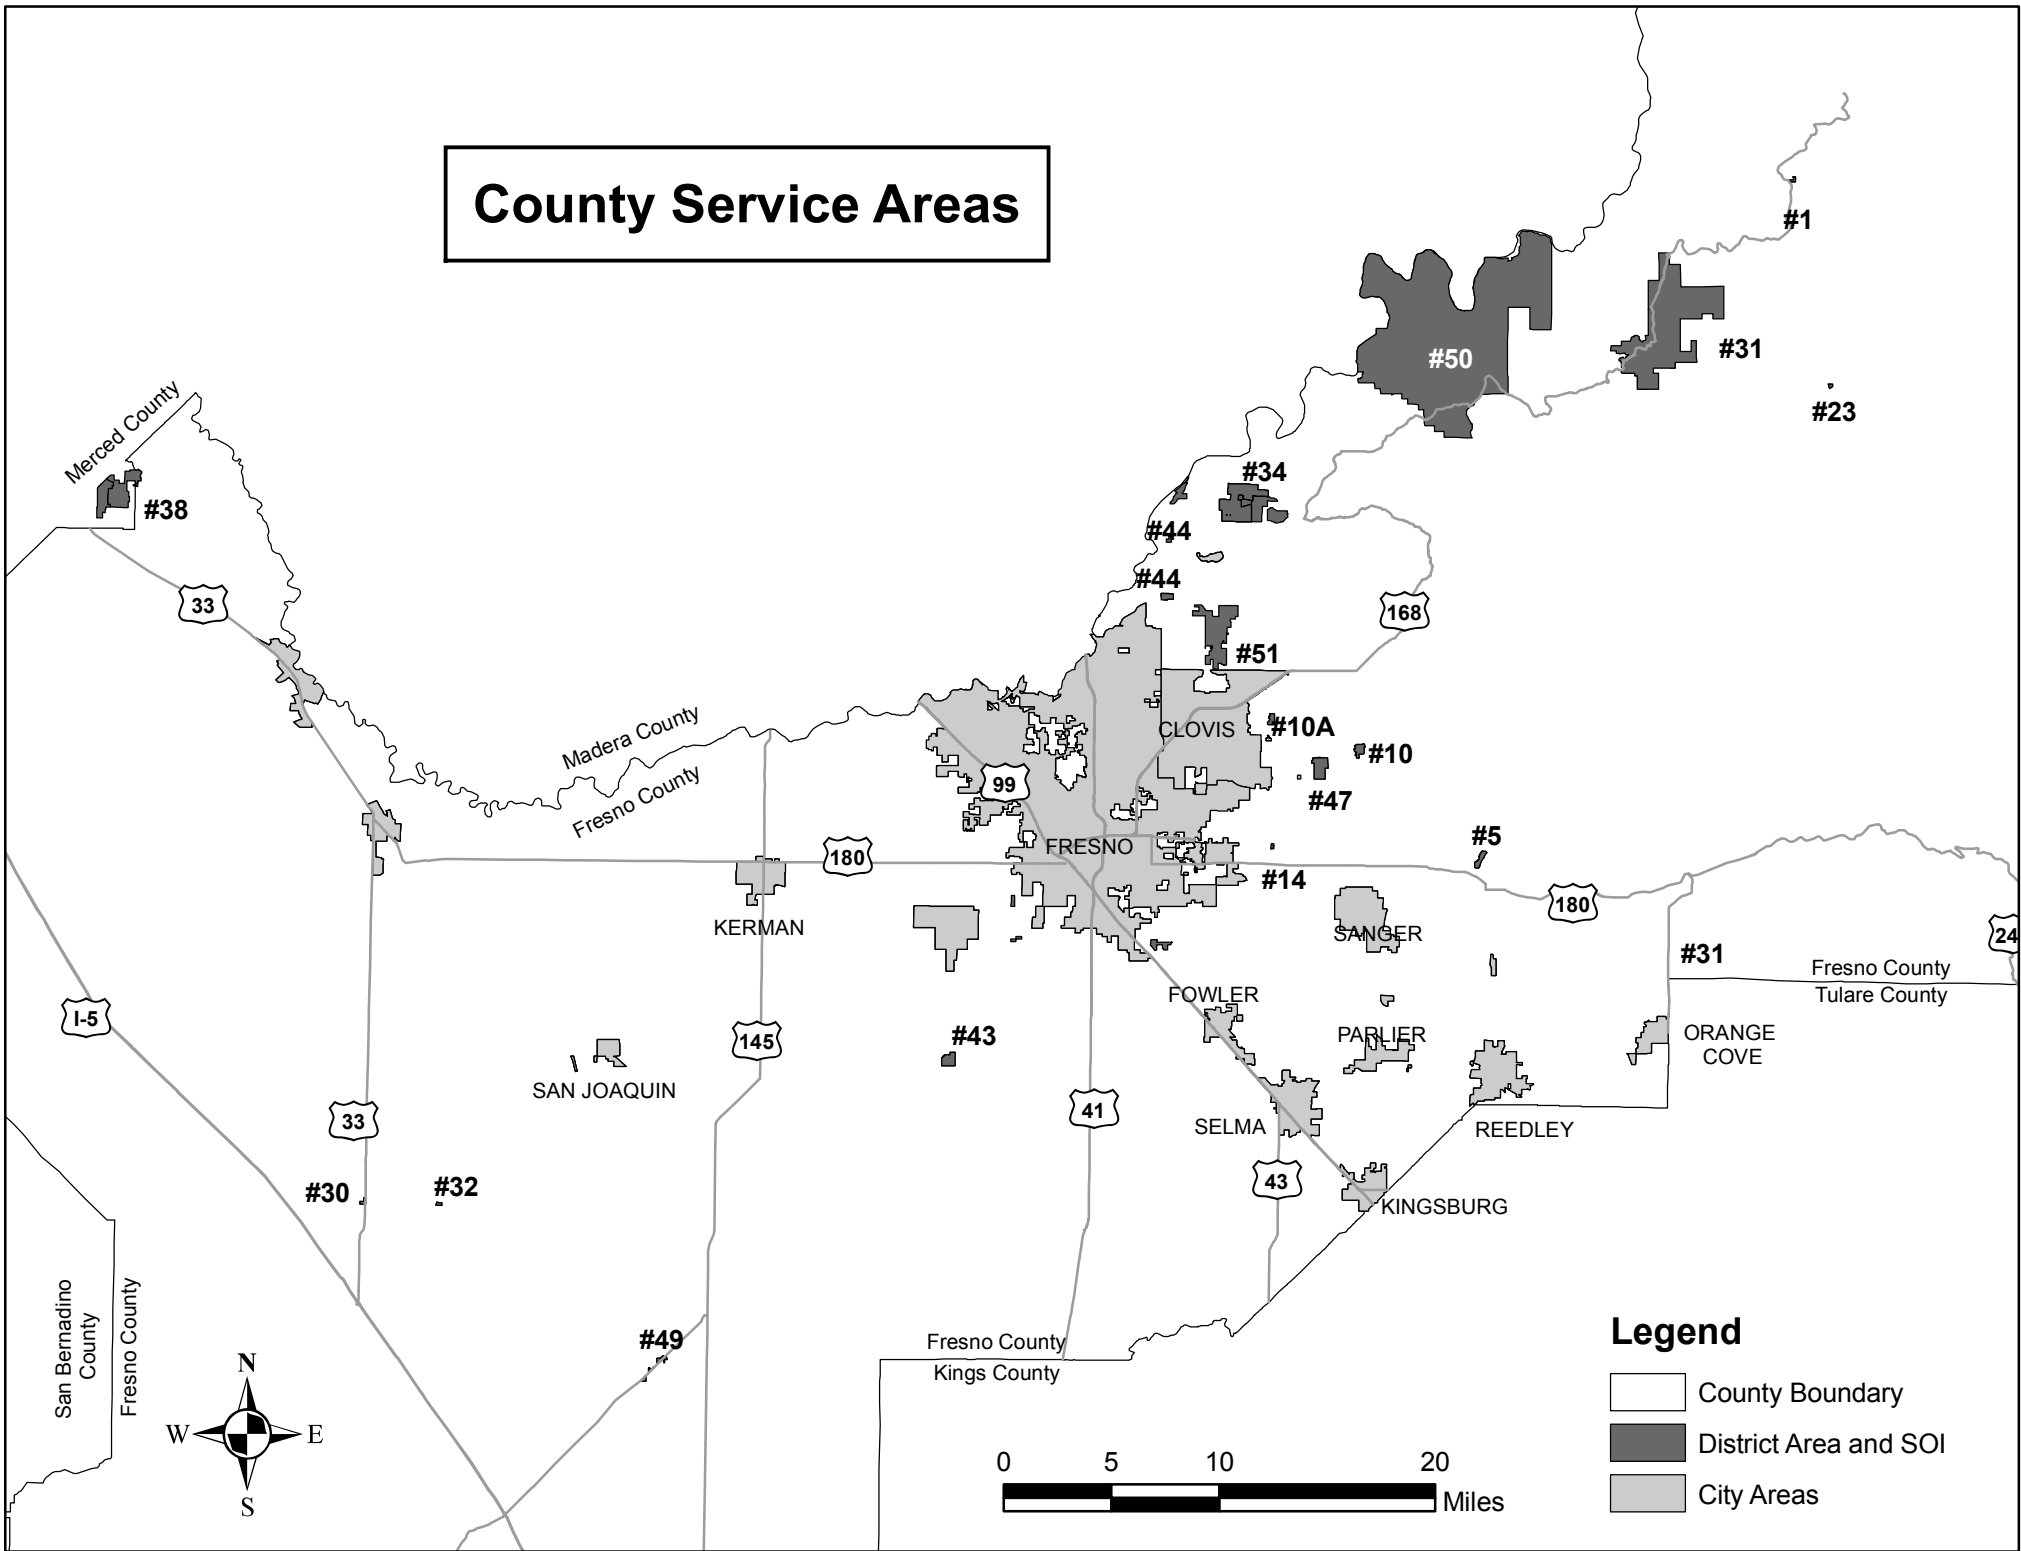 County Service Areas
#1
#50
#31
#23
Merced County
#38
#34
#44
#44
33
168
#51
CLOVIS
#10A
#10
#47
Madera County
Fresno County
99
FRESNO
#5
180
#14
180
KERMAN
SANGER
24
#31
Fresno County
Tulare County
FOWLER
I-5
145
#43
PARLIER
ORANGE
COVE
SAN JOAQUIN
33
41
SELMA
REEDLEY
#30
#32
43
KINGSBURG
San Bernadino
County
Fresno County
#49
Fresno County
Kings County
N
W
E
S
0 5 10 20
Miles
Legend
County Boundary
District Area and SOI
City Areas